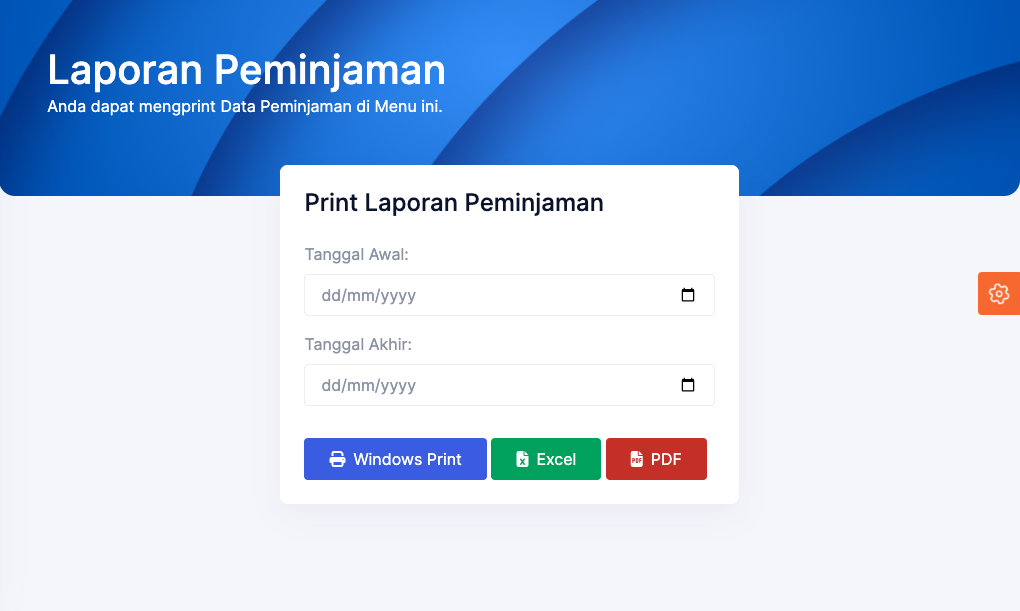 Laporan Peminjaman
Anda dapat mengprint Data Peminjaman di Menu ini.
Print Laporan Peminjaman
Tanggal Awal:
dd/mm/yyyy
Tanggal Akhir:
dd/mm/yyyy
Windows Print Excel PDF